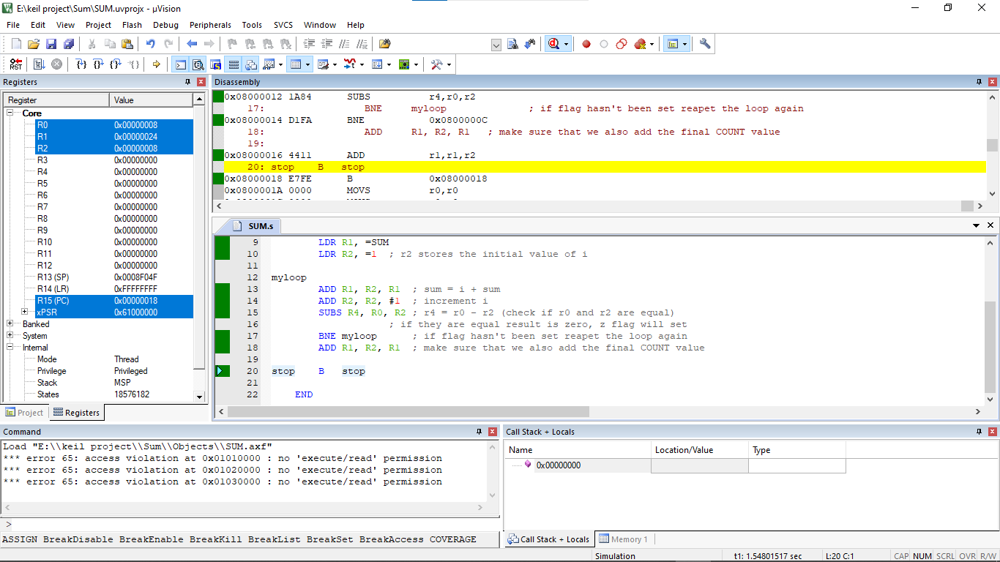 E:\keil project\Sum\SUM.uvprojx - µVision
File Edit View Project Flash Debug Peripherals Tools SVCS Window Help
Registers
Register Value
Core
R0 0x00000008
R1 0x00000024
R2 0x00000008
R3 0x00000000
R4 0x00000000
R5 0x00000000
R6 0x00000000
R7 0x00000000
R8 0x00000000
R9 0x00000000
R10 0x00000000
R11 0x00000000
R12 0x00000000
R13 (SP) 0x0008F04F
R14 (LR) 0xFFFFFFFF
R15 (PC) 0x00000018
xPSR 0x61000000
Banked
System
Internal
Mode Thread
Privilege Privileged
Stack MSP
States 18576182
Project Registers
Disassembly
0x08000012 1A84 SUBS r4,r0,r2
17: BNE myloop ; if flag hasn't been set reapet the loop again
0x08000014 D1FA BNE 0x0800000C
18: ADD R1, R2, R1 ; make sure that we also add the final COUNT value
19:
0x08000016 4411 ADD r1,r1,r2
20: stop B stop
0x08000018 E7FE B 0x08000018
0x0800001A 0000 MOVS r0,r0
SUM.s
9 LDR R1, =SUM
10 LDR R2, =1 ; r2 stores the initial value of i
11
12 myloop
13 ADD R1, R2, R1 ; sum = i + sum
14 ADD R2, R2, #1 ; increment i
15 SUBS R4, R0, R2 ; r4 = r0 - r2 (check if r0 and r2 are equal)
16 ; if they are equal result is zero, z flag will set
17 BNE myloop ; if flag hasn't been set reapet the loop again
18 ADD R1, R2, R1 ; make sure that we also add the final COUNT value
19
20 stop B stop
21
22 END
Command
Load "E:\\keil project\\Sum\\Objects\\SUM.axf"
*** error 65: access violation at 0x01010000 : no 'execute/read' permission
*** error 65: access violation at 0x01020000 : no 'execute/read' permission
*** error 65: access violation at 0x01030000 : no 'execute/read' permission
>
ASSIGN BreakDisable BreakEnable BreakKill BreakList BreakSet BreakAccess COVERAGE
Call Stack + Locals
Name Location/Value Type
0x00000000
Call Stack + Locals Memory 1
Simulation t1: 1.54801517 sec L:20 C:1 CAP NUM SCRL OVR R/W